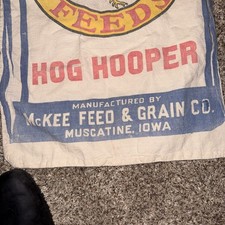 FEEDS
HOG HOOPER
MANUFACTURED BY
McKEE FEED & GRAIN CO.
MUSCATINE, IOWA